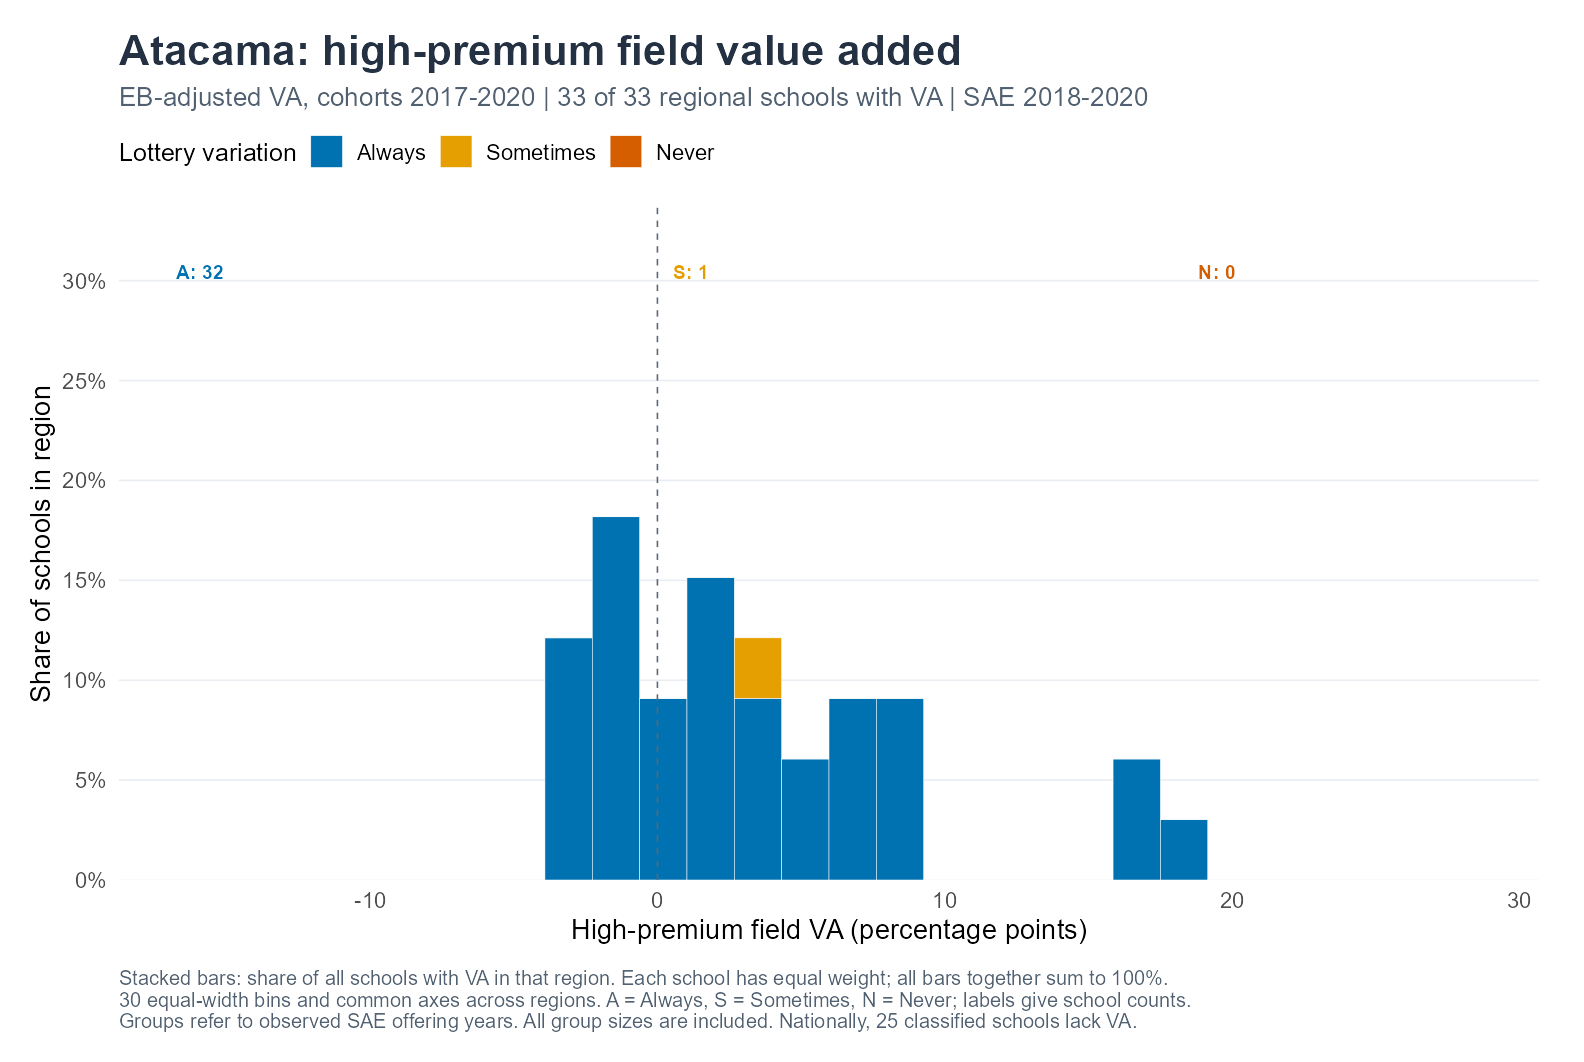 Atacama: high-premium field value added
EB-adjusted VA, cohorts 2017-2020 | 33 of 33 regional schools with VA | SAE 2018-2020
Lottery variation Always Sometimes Never
A: 32 S: 1 N: 0
30%
25%
20%
15%
10%
5%
0%
Share of schools in region
-10 0 10 20 30
High-premium field VA (percentage points)
Stacked bars: share of all schools with VA in that region. Each school has equal weight; all bars together sum to 100%.
30 equal-width bins and common axes across regions. A = Always, S = Sometimes, N = Never; labels give school counts.
Groups refer to observed SAE offering years. All group sizes are included. Nationally, 25 classified schools lack VA.